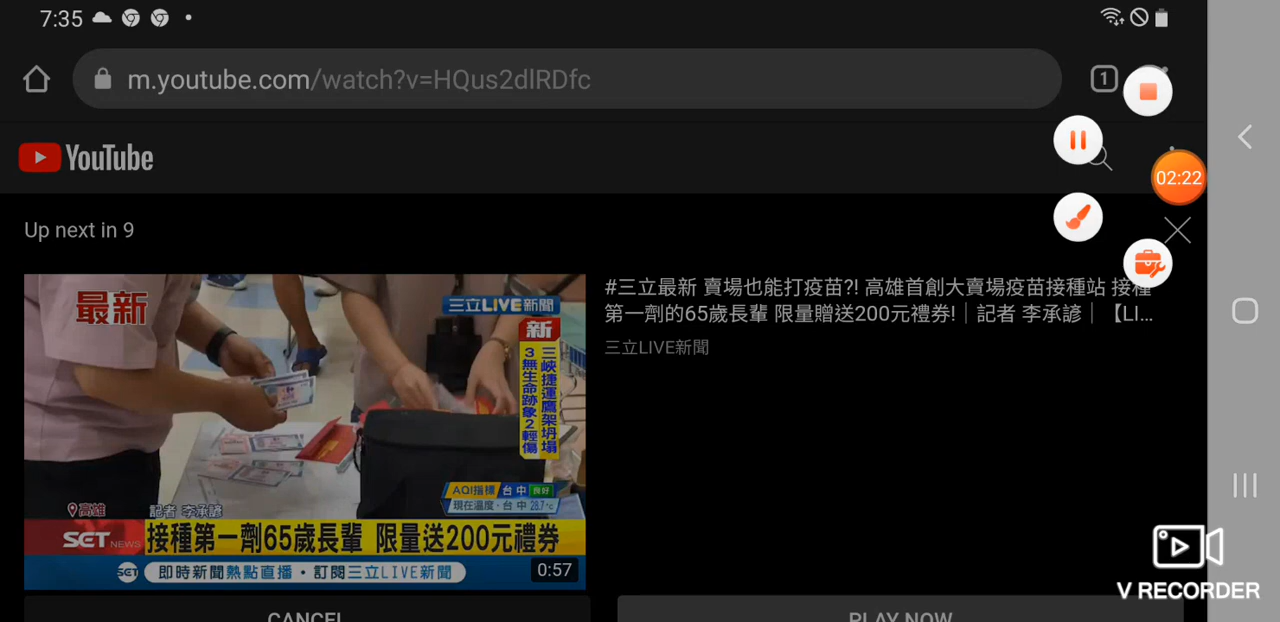 7:35
m.youtube.com/watch?v=HQus2dlRDfc
1
02:22
YouTube
Up next in 9
最新
三立LIVE新聞
新
三峽捷運鷹架坍塌
3無生命跡象2輕傷
AQI指標 台中 良好
現在溫度·台中 28.7°C
高雄
記者 李承諺
SET NEWS
接種第一劑65歲長輩 限量送200元禮券
SET 即時新聞熱點直播·訂閱三立LIVE新聞
0:57
#三立最新 賣場也能打疫苗?! 高雄首創大賣場疫苗接種站 接種
第一劑的65歲長輩 限量贈送200元禮券!｜記者 李承諺｜【LI...
三立LIVE新聞
CANCEL
PLAY NOW
V RECORDER